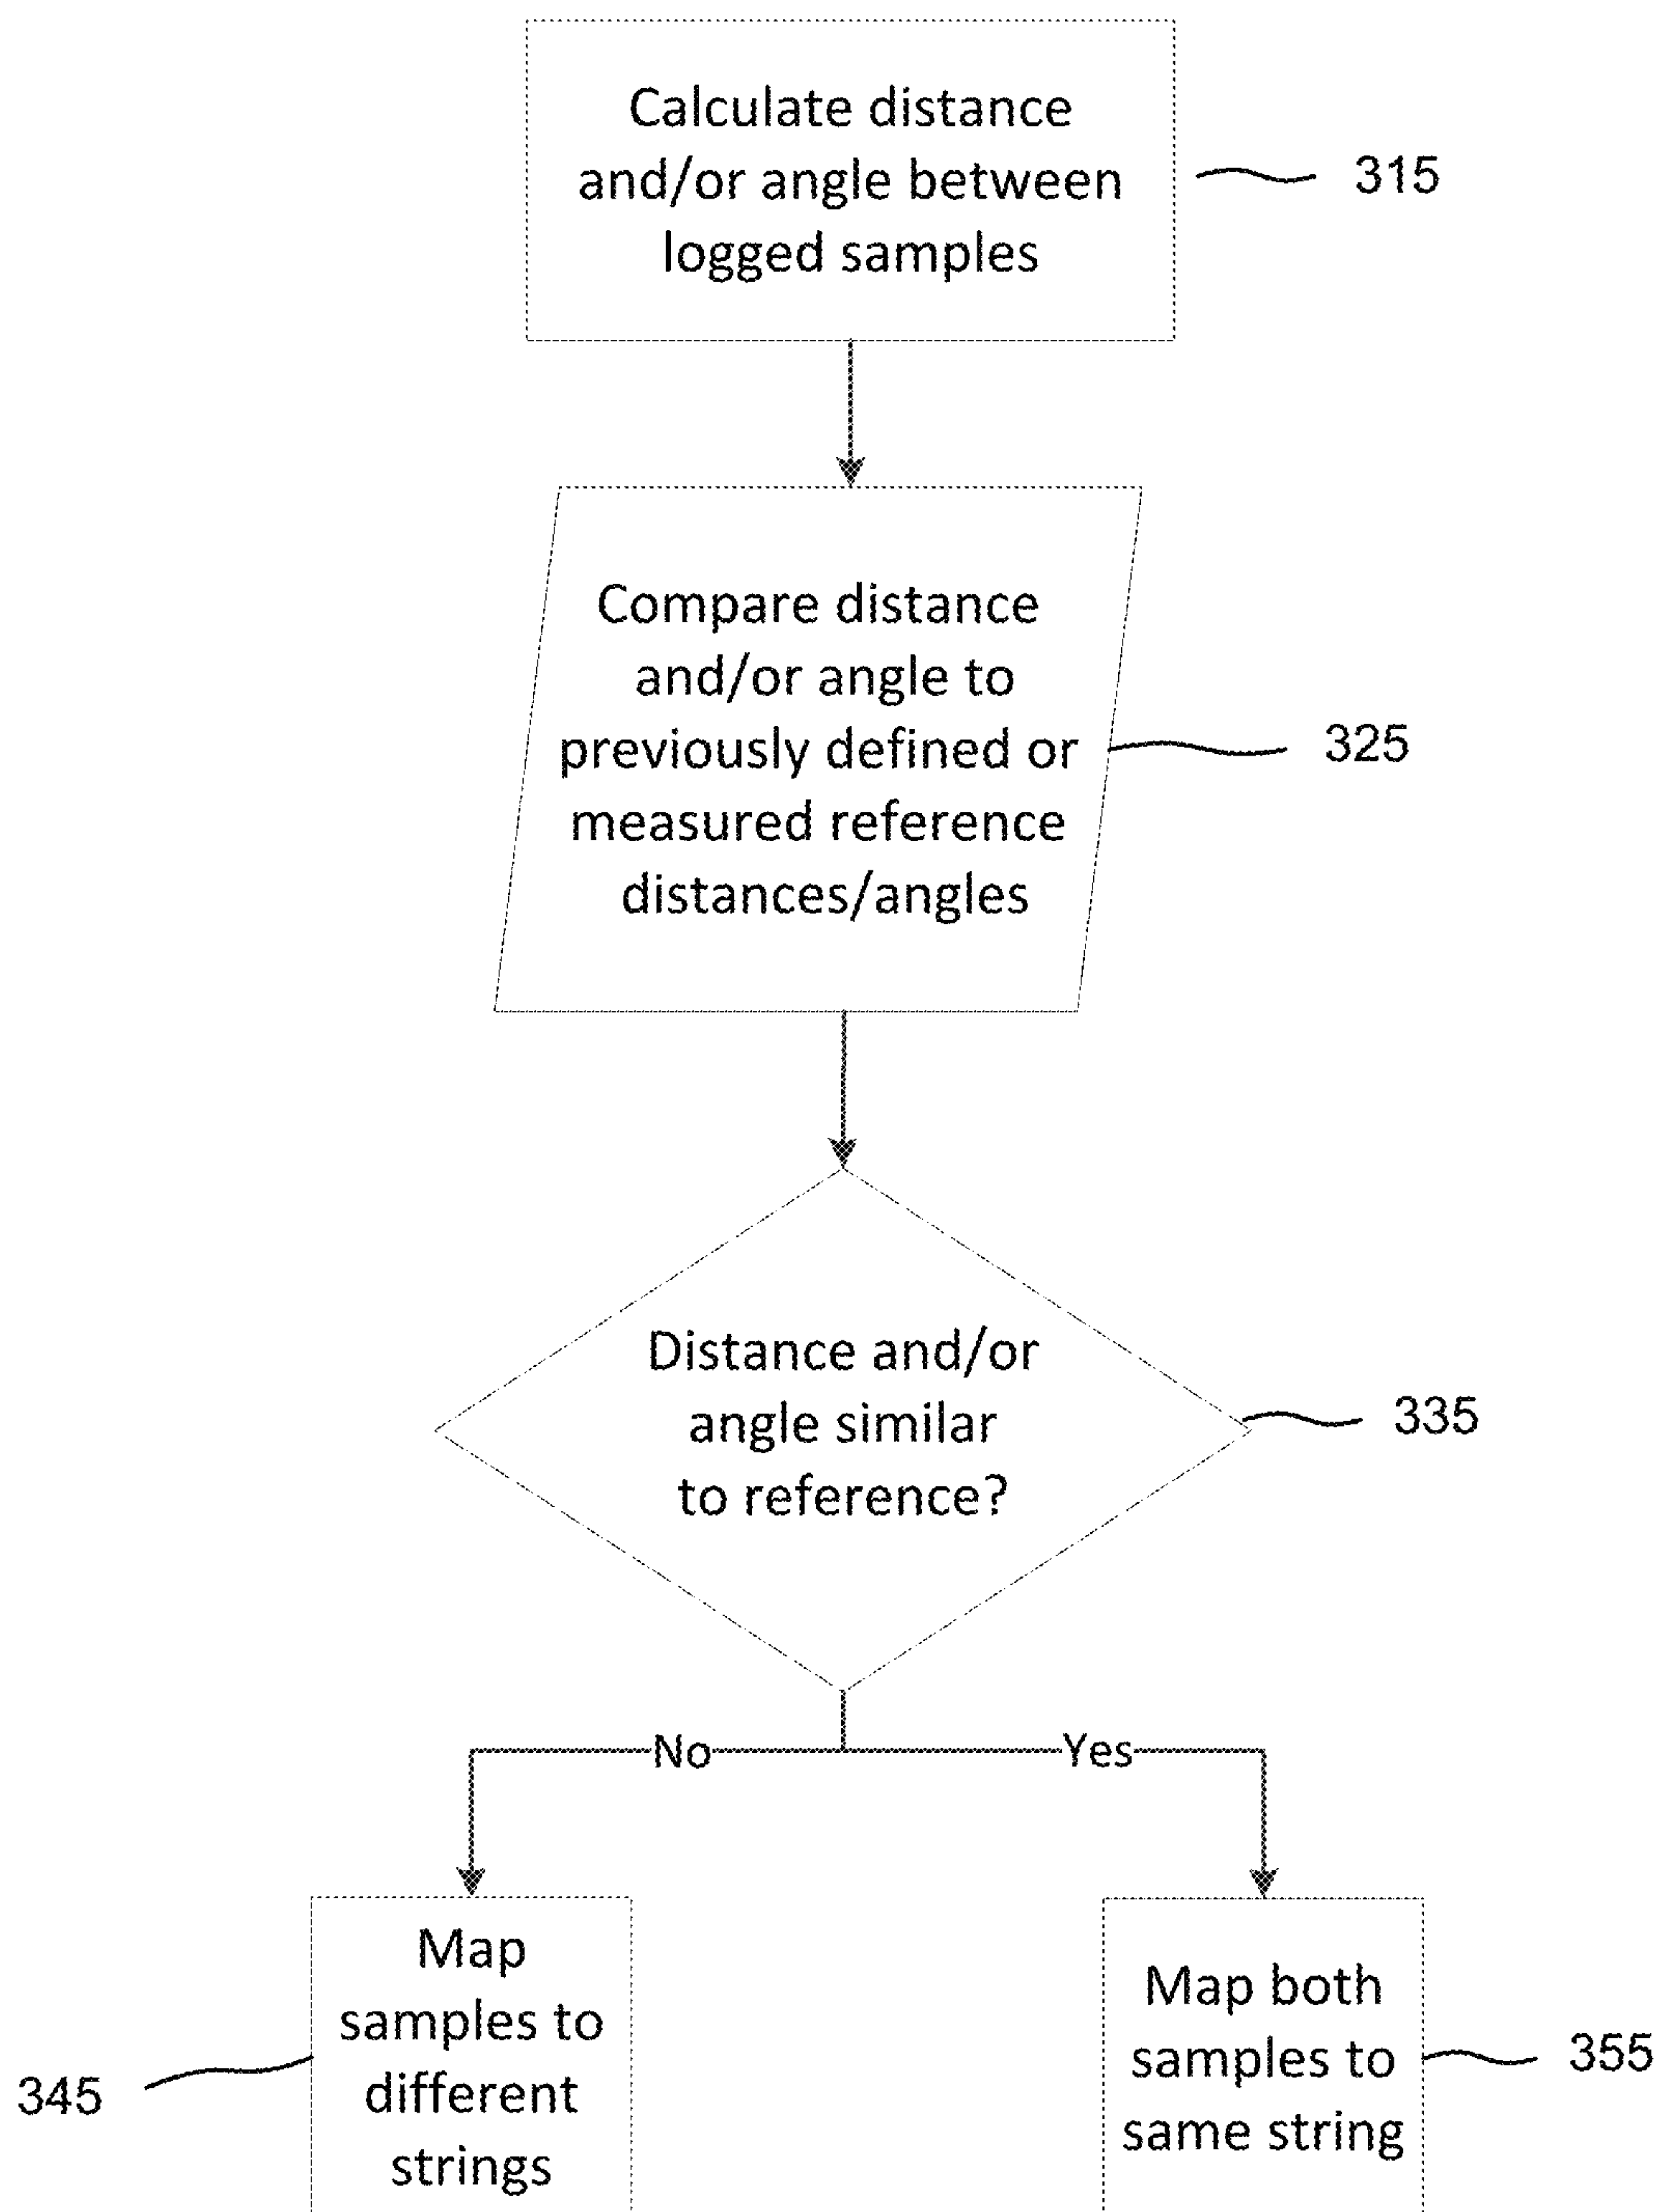 Calculate distance
and/or angle between
logged samples
315
Compare distance
and/or angle to
previously defined or
measured reference
distances/angles
325
Distance and/or
angle similar
to reference?
335
No
Yes
Map
samples to
different
strings
345
Map both
samples to
same string
355